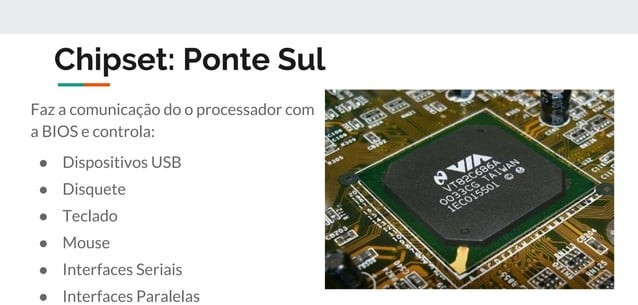 Chipset: Ponte Sul
Faz a comunicação do o processador com
a BIOS e controla:
● Dispositivos USB
● Disquete
● Teclado
● Mouse
● Interfaces Seriais
● Interfaces Paralelas
VIA
VT82C686A
0033CG TAIWAN
1EC015501 ©